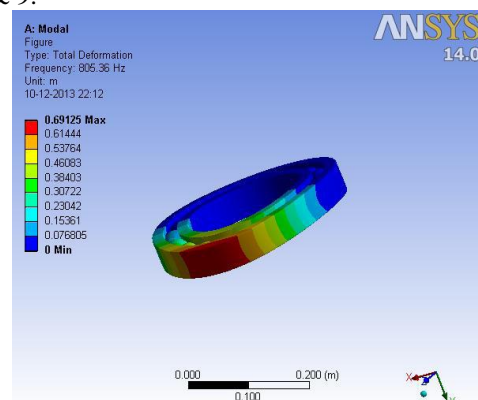 A: Modal
Figure
Type: Total Deformation
Frequency: 805.36 Hz
Unit: m
10-12-2013 22:12
ANSYS
14.0
0.69125 Max
0.61444
0.53764
0.46083
0.38403
0.30722
0.23042
0.15361
0.076805
0 Min
0.000
0.200 (m)
0.100
X